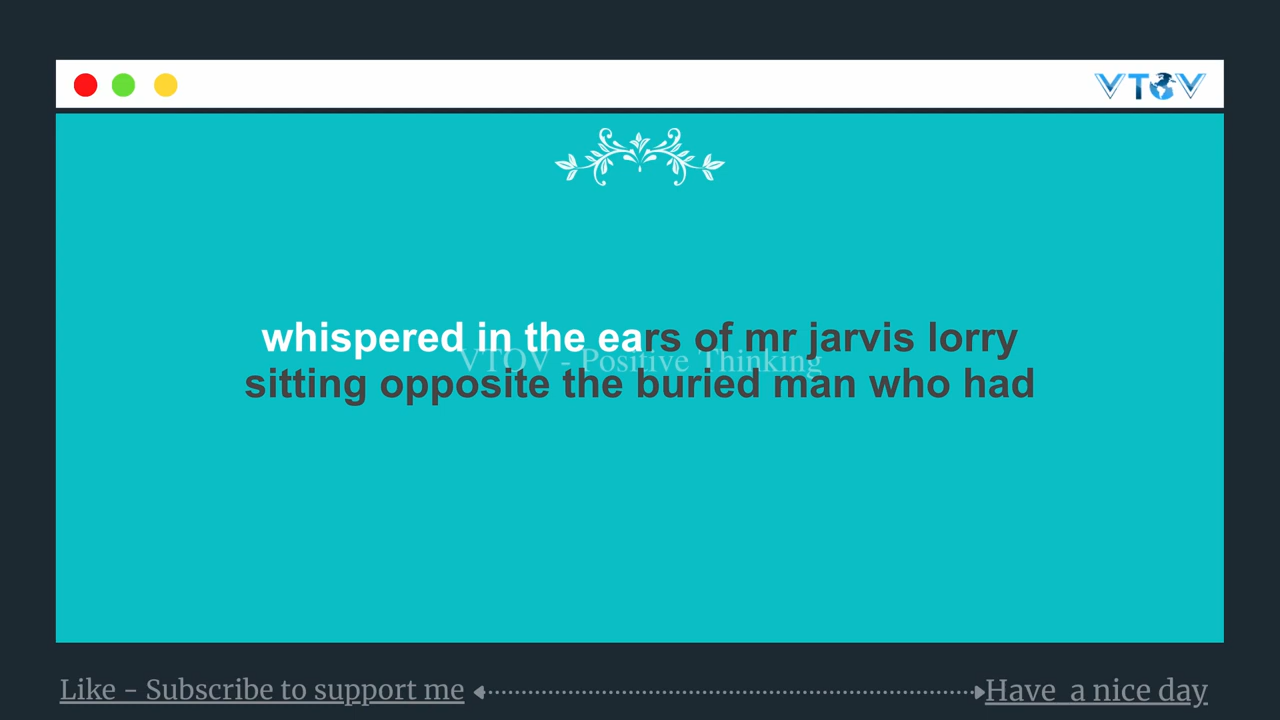 VTOV
whispered in the ears of mr jarvis lorry
VTOV - Positive Thinking
sitting opposite the buried man who had
Like - Subscribe to support me
Have a nice day